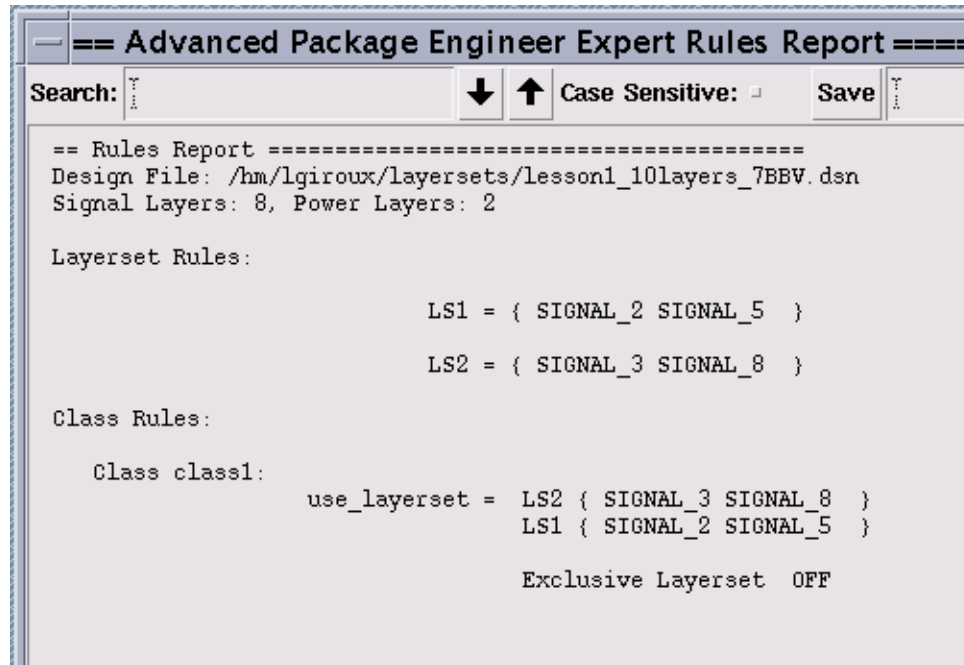 == Advanced Package Engineer Expert Rules Report ====
Search: Case Sensitive: Save
== Rules Report ========================================
Design File: /hm/lgiroux/layersets/lesson1_10layers_7BBV.dsn
Signal Layers: 8, Power Layers: 2
Layerset Rules:
LS1 = { SIGNAL_2 SIGNAL_5 }
LS2 = { SIGNAL_3 SIGNAL_8 }
Class Rules:
Class class1:
use_layerset = LS2 { SIGNAL_3 SIGNAL_8 }
LS1 { SIGNAL_2 SIGNAL_5 }
Exclusive Layerset OFF